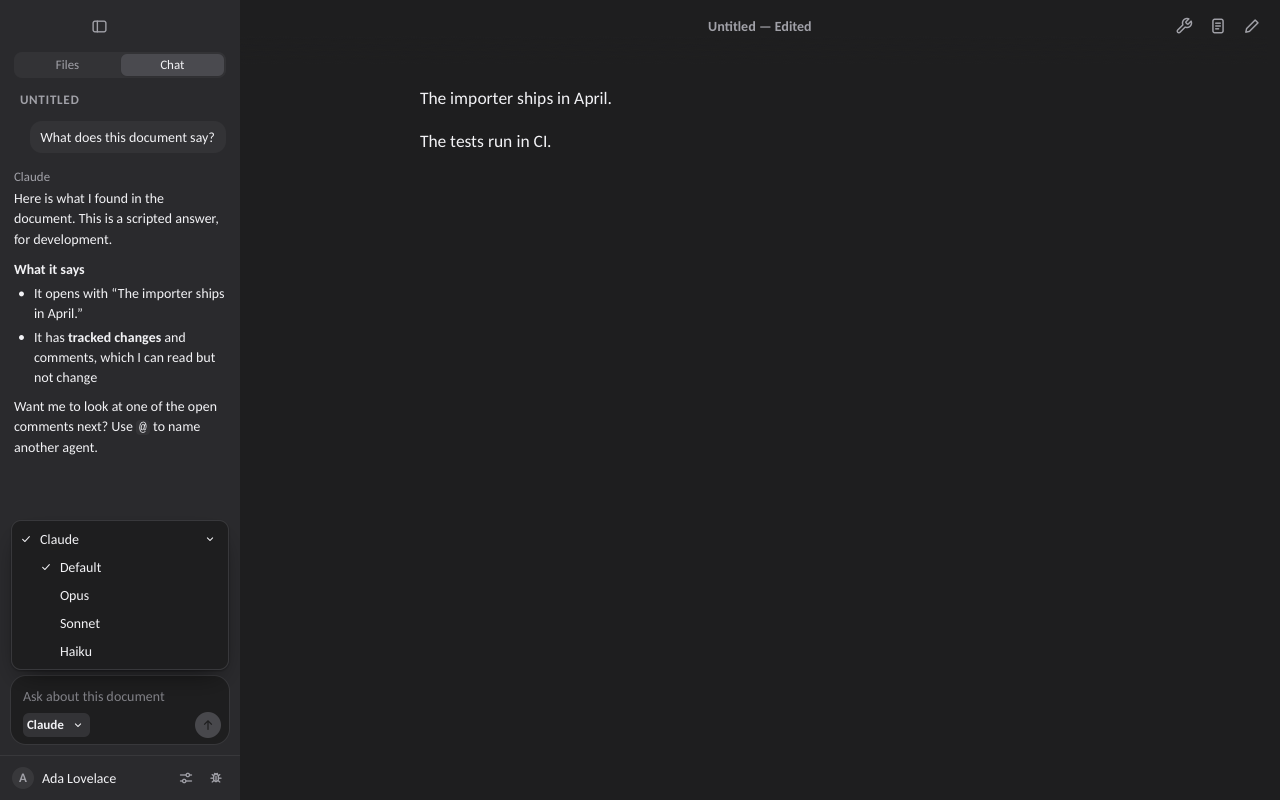 Untitled — Edited
Files
Chat
UNTITLED
What does this document say?
Claude
Here is what I found in the
document. This is a scripted answer,
for development.
What it says
• It opens with “The importer ships
in April.”
• It has tracked changes and
comments, which I can read but
not change
Want me to look at one of the open
comments next? Use @ to name
another agent.
Claude
Default
Opus
Sonnet
Haiku
Ask about this document
Claude
A Ada Lovelace
The importer ships in April.
The tests run in CI.